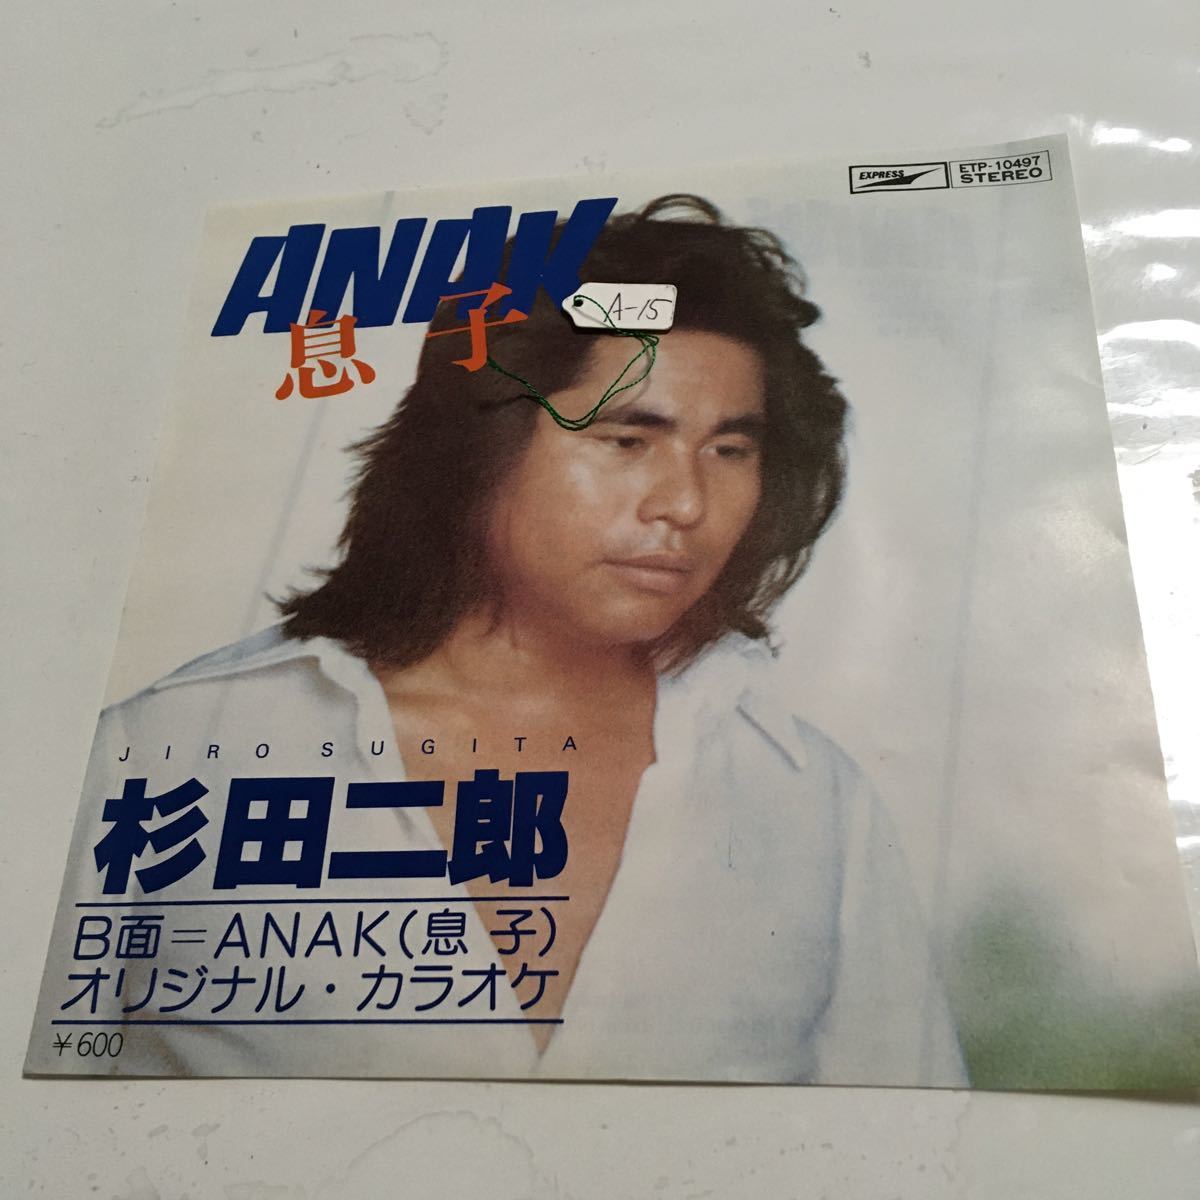 EXPRESS
ETP-10497
STEREO
ANAK
息子
A-15
JIRO SUGITA
杉田二郎
B面=ANAK(息子)
オリジナル・カラオケ
¥600